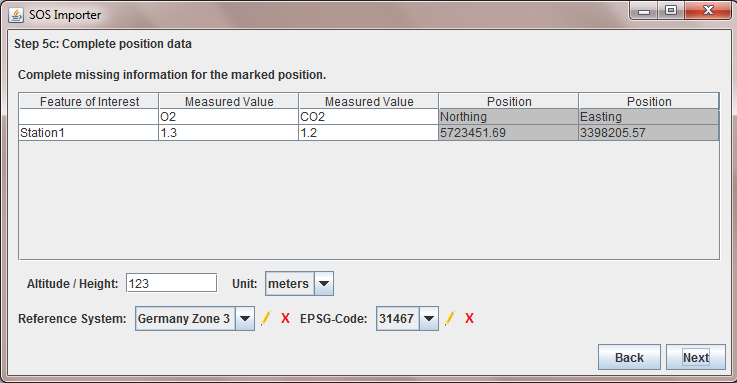 SOS Importer
Step 5c: Complete position data
Complete missing information for the marked position.
Feature of Interest Measured Value Measured Value Position Position
O2 CO2 Northing Easting
Station1 1.3 1.2 5723451.69 3398205.57
Altitude / Height: 123 Unit: meters
Reference System: Germany Zone 3 X EPSG-Code: 31467 X
Back Next